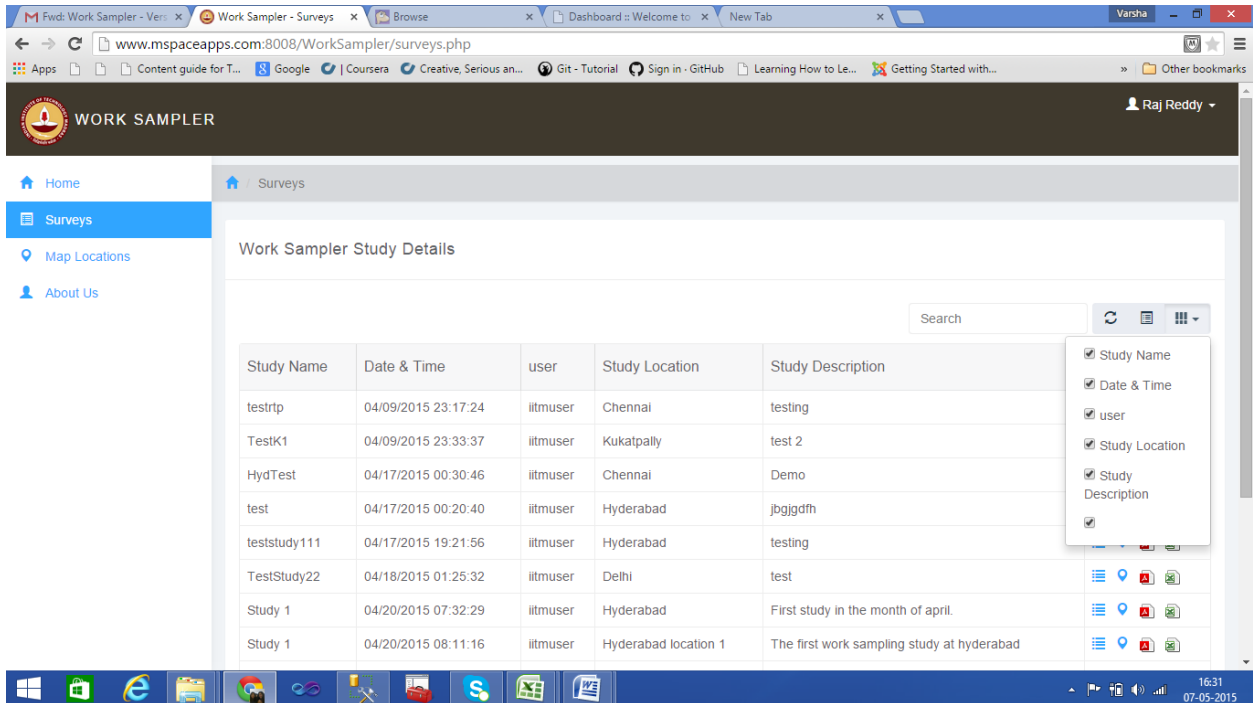 Fwd: Work Sampler - Vers
Work Sampler - Surveys
Browse
Dashboard :: Welcome to
New Tab
Varsha
www.mspaceapps.com:8008/WorkSampler/surveys.php
Apps
Content guide for T...
Google
| Coursera
Creative, Serious an...
Git - Tutorial
Sign in · GitHub
Learning How to Le...
Getting Started with...
»
Other bookmarks
WORK SAMPLER
Raj Reddy
Home
Surveys
Map Locations
About Us
/ Surveys
Work Sampler Study Details
Search
Study Name Date & Time user Study Location Study Description
testrtp 04/09/2015 23:17:24 iitmuser Chennai testing
TestK1 04/09/2015 23:33:37 iitmuser Kukatpally test 2
HydTest 04/17/2015 00:30:46 iitmuser Chennai Demo
test 04/17/2015 00:20:40 iitmuser Hyderabad jbgjgdfh
teststudy111 04/17/2015 19:21:56 iitmuser Hyderabad testing
TestStudy22 04/18/2015 01:25:32 iitmuser Delhi test
Study 1 04/20/2015 07:32:29 iitmuser Hyderabad First study in the month of april.
Study 1 04/20/2015 08:11:16 iitmuser Hyderabad location 1 The first work sampling study at hyderabad
Study Name
Date & Time
user
Study Location
Study
Description
16:31
07-05-2015